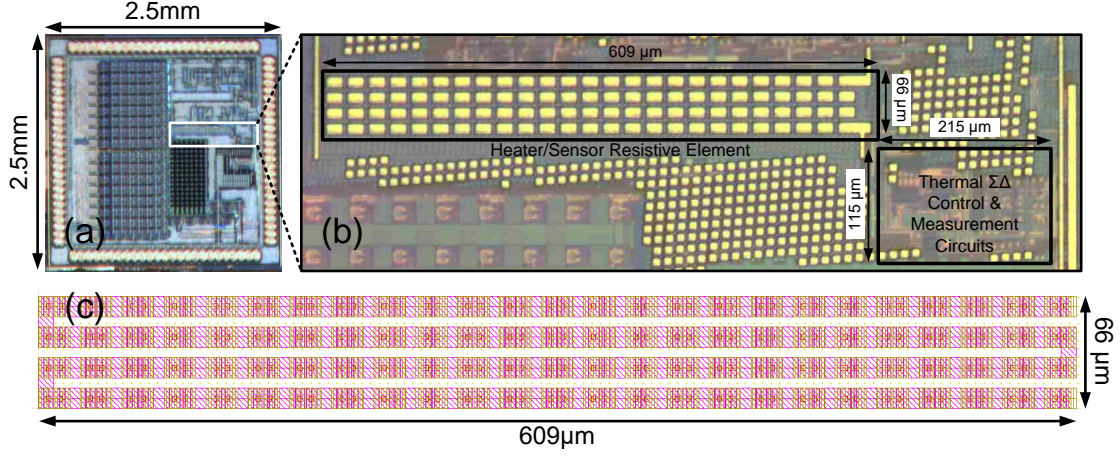 2.5mm
2.5mm
(a)
609 µm
66 µm
215 µm
Heater/Sensor Resistive Element
115 µm
(b)
Thermal ΣΔ
Control &
Measurement
Circuits
(c)
66 µm
609µm